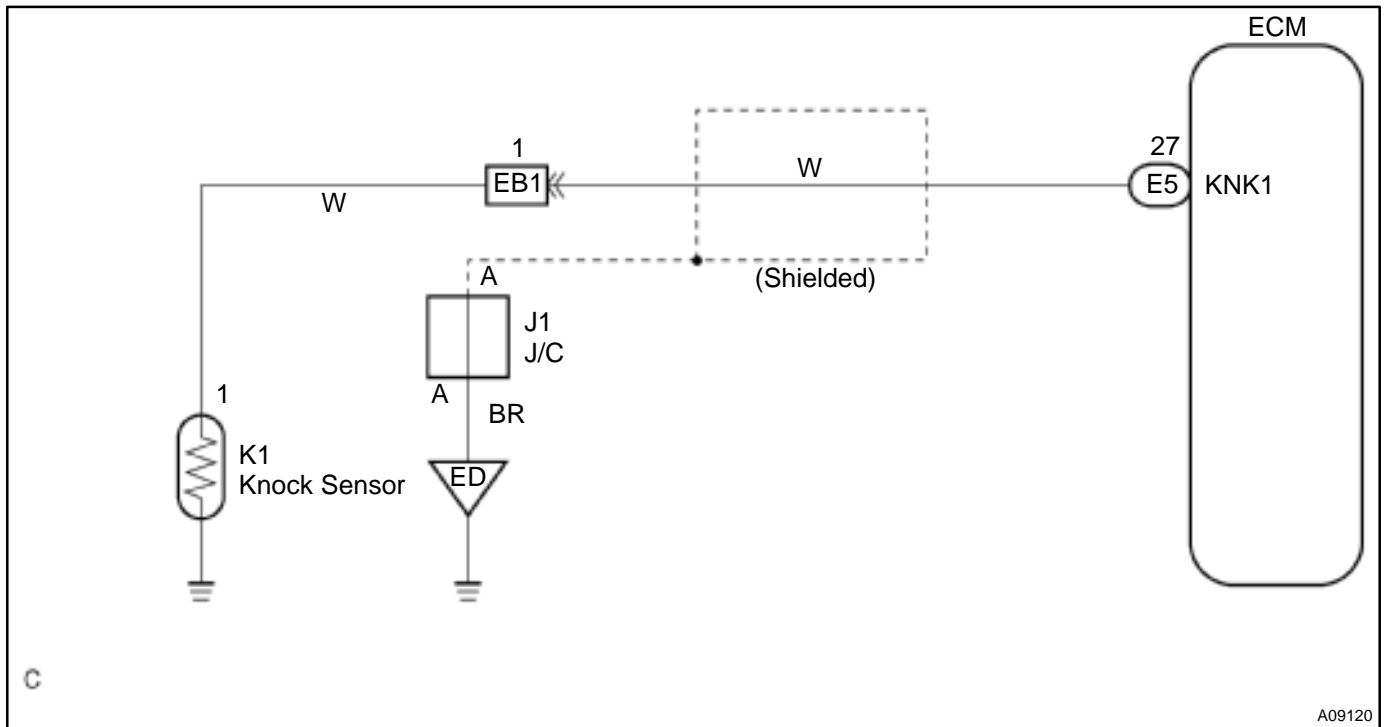 ECM
1
EB1
W
W
27
E5
KNK1
(Shielded)
A
J1
J/C
A
BR
ED
1
K1
Knock Sensor
C
A09120